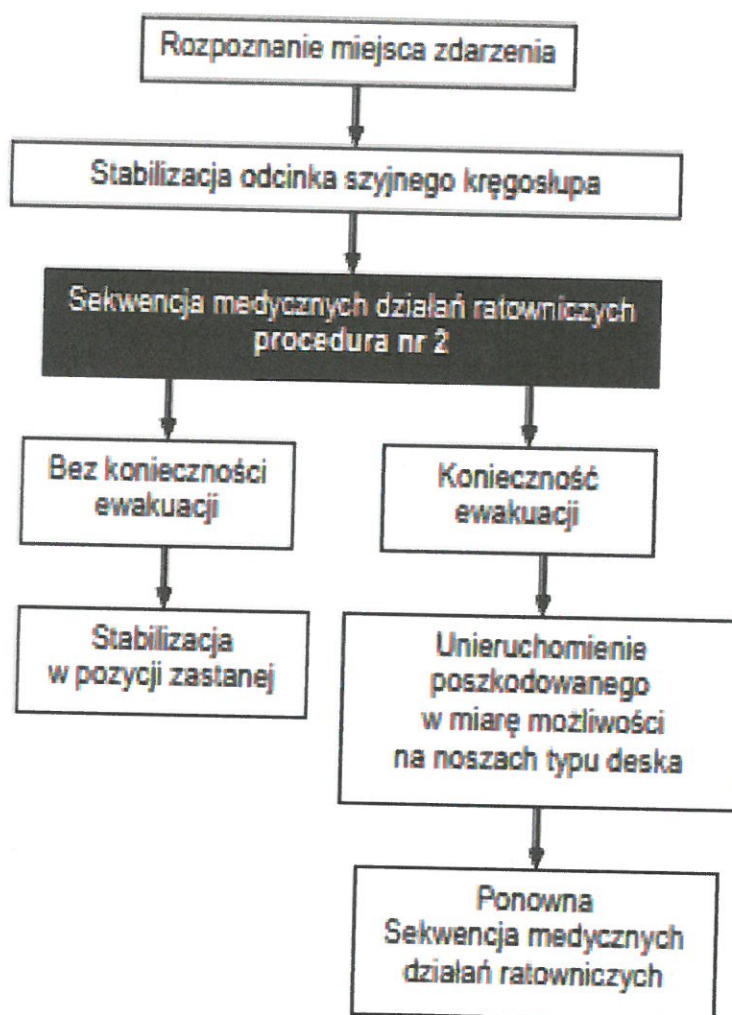 Rozpoznanie miejsca zdarzenia
Stabilizacja odcinka szyjnego kręgosłupa
Sekwencja medycznych działań ratowniczych
procedura nr 2
Bez konieczności
ewakuacji
Konieczność
ewakuacji
Stabilizacja
w pozycji zastanej
Unieruchomienie
poszkodowanego
w miarę możliwości
na noszach typu deska
Ponowna
Sekwencja medycznych
działań ratowniczych